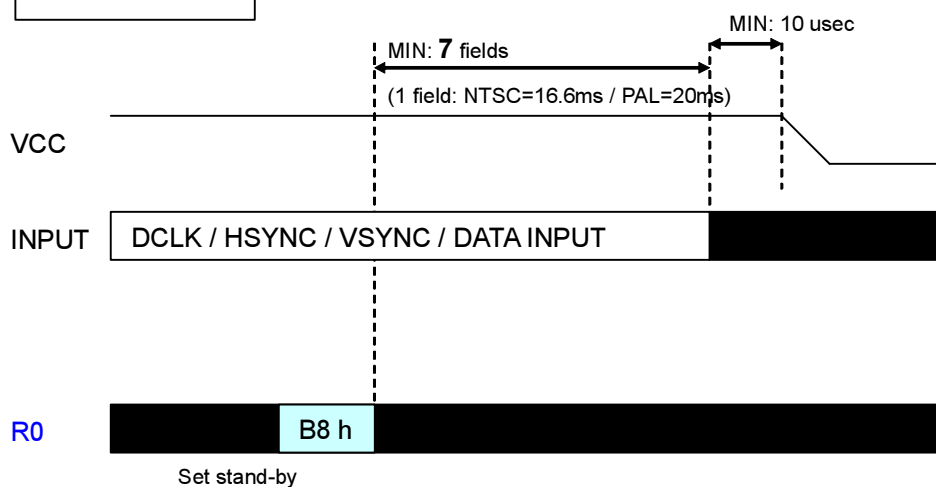 MIN: 10 usec
MIN: 7 fields
(1 field: NTSC=16.6ms / PAL=20ms)
VCC
INPUT DCLK / HSYNC / VSYNC / DATA INPUT
R0 B8 h
Set stand-by